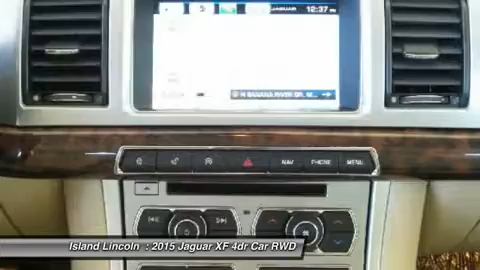 JAGUAR 12:37
N BANANA RIVER DR, M...
NAV PHONE MENU
Island Lincoln : 2015 Jaguar XF 4dr Car RWD